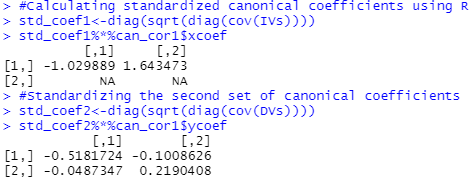 > #Calculating standardized canonical coefficients using R
> std_coef1<-diag(sqrt(diag(cov(IVs))))
> std_coef1%*%can_cor1$xcoef
[,1] [,2]
[1,] -1.029889 1.643473
[2,] NA NA
> #Standardizing the second set of canonical coefficients
> std_coef2<-diag(sqrt(diag(cov(DVs))))
> std_coef2%*%can_cor1$ycoef
[,1] [,2]
[1,] -0.5181724 -0.1008626
[2,] -0.0487347 0.2190408